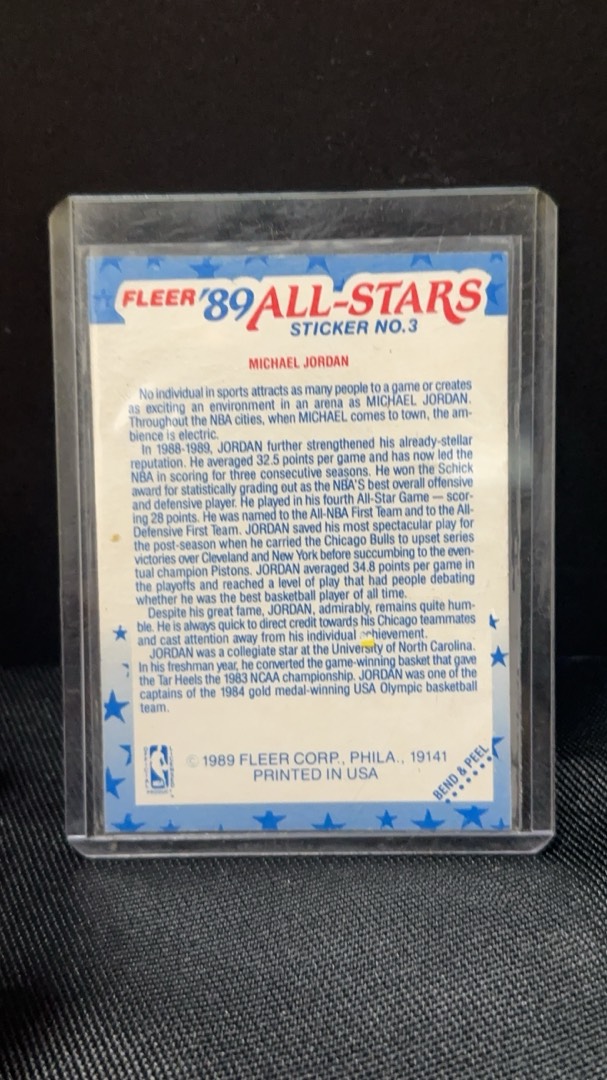 FLEER '89 ALL-STARS
STICKER NO.3
MICHAEL JORDAN
No individual in sports attracts as many people to a game or creates
as exciting an environment in an arena as MICHAEL JORDAN.
Throughout the NBA cities, when MICHAEL comes to town, the am-
bience is electric.
In 1988-1989, JORDAN further strengthened his already-stellar
reputation. He averaged 32.5 points per game and has now led the
NBA in scoring for three consecutive seasons. He won the Schick
award for statistically grading out as the NBA'S best overall offensive
and defensive player. He played in his fourth All-Star Game — scor-
ing 28 points. He was named to the All-NBA First Team and to the All-
Defensive First Team. JORDAN saved his most spectacular play for
the post-season when he carried the Chicago Bulls to upset series
victories over Cleveland and New York before succumbing to the even-
tual champion Pistons. JORDAN averaged 34.8 points per game in
the playoffs and reached a level of play that had people debating
whether he was the best basketball player of all time.
Despite his great fame, JORDAN, admirably, remains quite hum-
ble. He is always quick to direct credit towards his Chicago teammates
and cast attention away from his individual achievement.
JORDAN was a collegiate star at the University of North Carolina.
In his freshman year, he converted the game-winning basket that gave
the Tar Heels the 1983 NCAA championship. JORDAN was one of the
captains of the 1984 gold medal-winning USA Olympic basketball
team.
© 1989 FLEER CORP., PHILA., 19141
PRINTED IN USA
BEND & PEEL